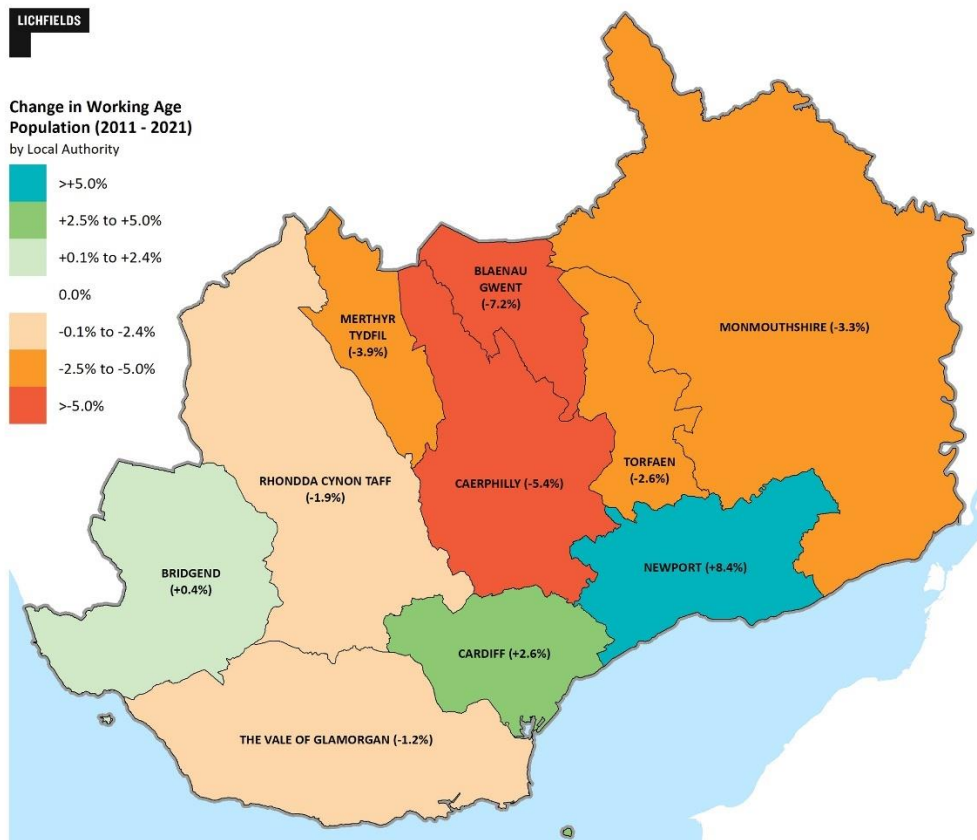 LICHFIELDS
Change in Working Age
Population (2011 - 2021)
by Local Authority
>+5.0%
+2.5% to +5.0%
+0.1% to +2.4%
0.0%
-0.1% to -2.4%
-2.5% to -5.0%
>-5.0%
BLAENAU
GWENT
(-7.2%)
MERTHYR
TYDFIL
(-3.9%)
MONMOUTHSHIRE (-3.3%)
RHONDDA CYNON TAFF
(-1.9%)
CAERPHILLY (-5.4%)
TORFAEN
(-2.6%)
BRIDGEND
(+0.4%)
NEWPORT (+8.4%)
CARDIFF (+2.6%)
THE VALE OF GLAMORGAN (-1.2%)